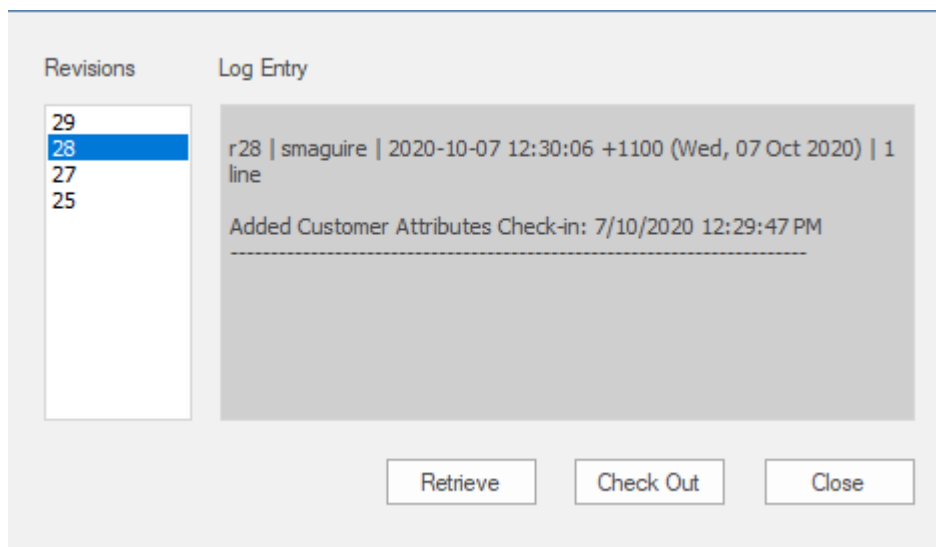 Revisions
Log Entry
29
28
27
25
r28 | smaguire | 2020-10-07 12:30:06 +1100 (Wed, 07 Oct 2020) | 1
line
Added Customer Attributes Check-in: 7/10/2020 12:29:47 PM
------------------------------------------------------------------------
Retrieve
Check Out
Close